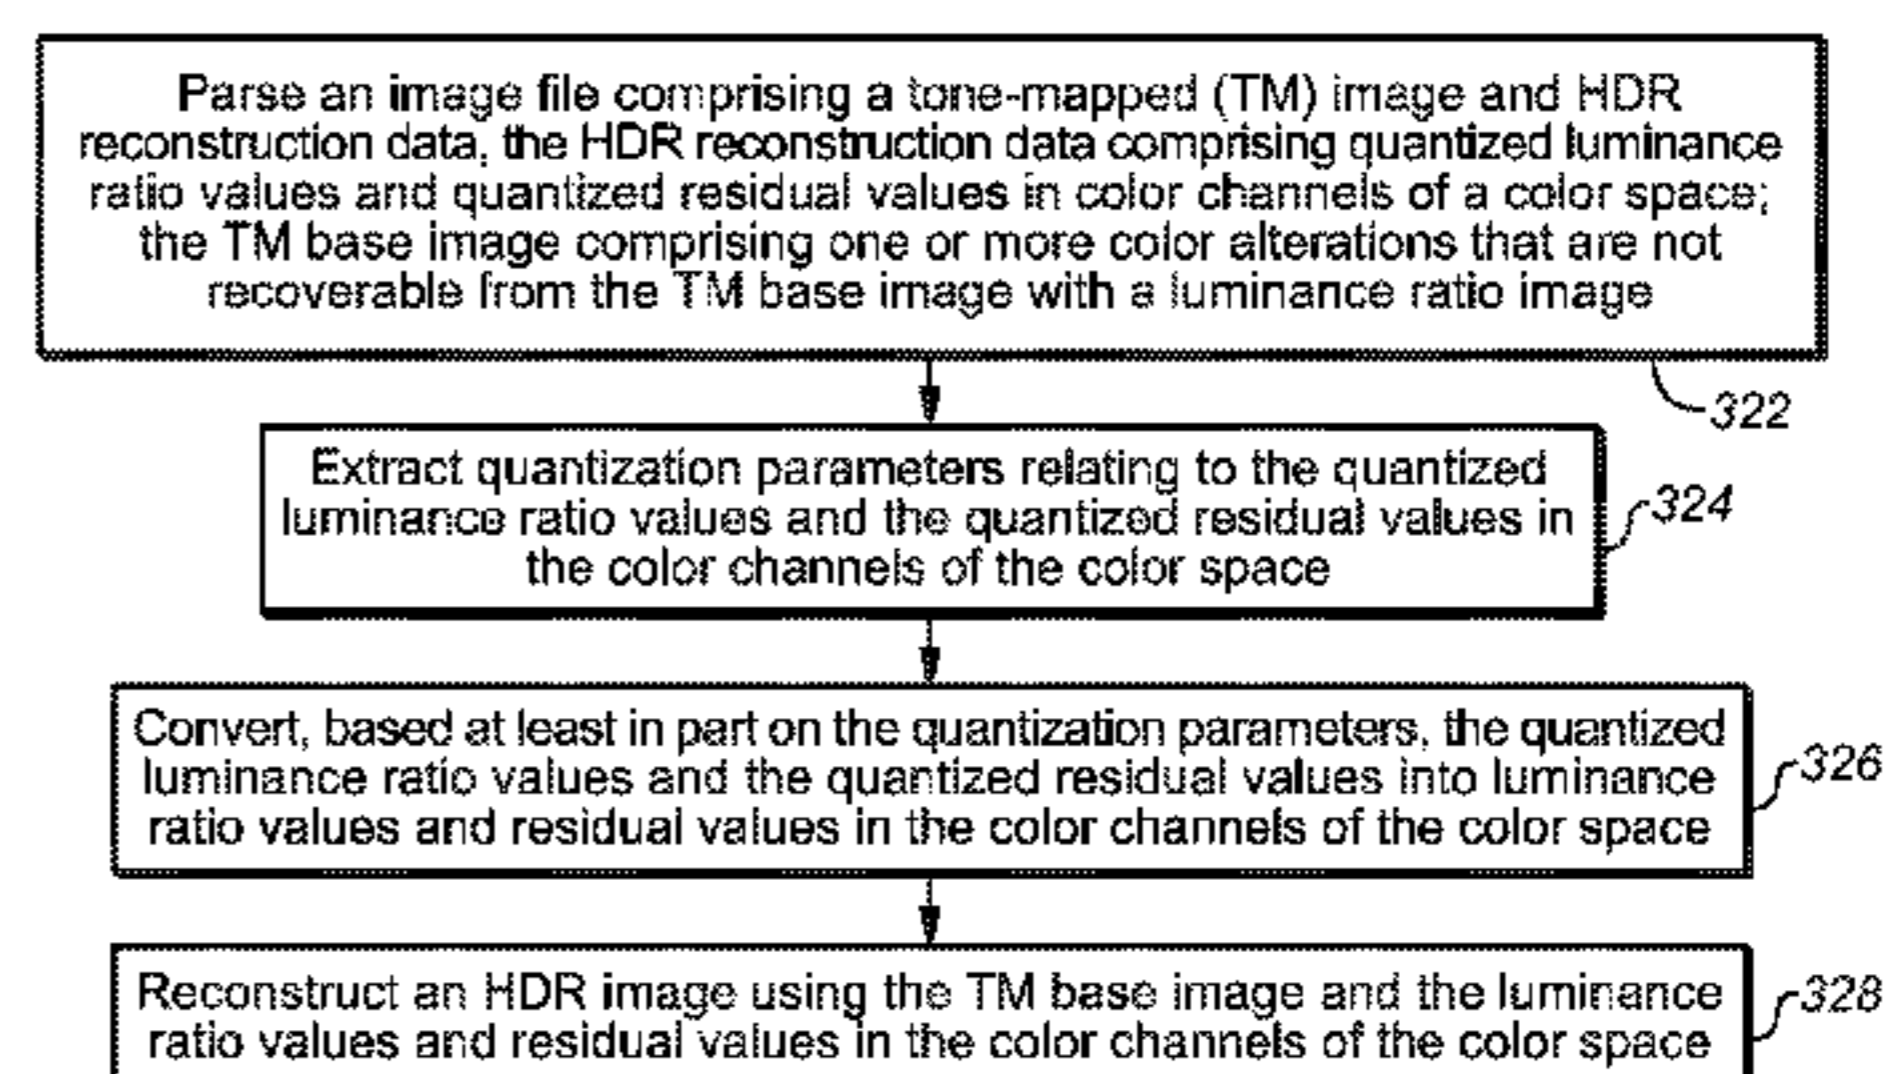 Parse an image file comprising a tone-mapped (TM) image and HDR
reconstruction data, the HDR reconstruction data comprising quantized luminance
ratio values and quantized residual values in color channels of a color space;
the TM base image comprising one or more color alterations that are not
recoverable from the TM base image with a luminance ratio image
322
Extract quantization parameters relating to the quantized
luminance ratio values and the quantized residual values in
the color channels of the color space
324
Convert, based at least in part on the quantization parameters, the quantized
luminance ratio values and the quantized residual values into luminance
ratio values and residual values in the color channels of the color space
326
Reconstruct an HDR image using the TM base image and the luminance
ratio values and residual values in the color channels of the color space
328